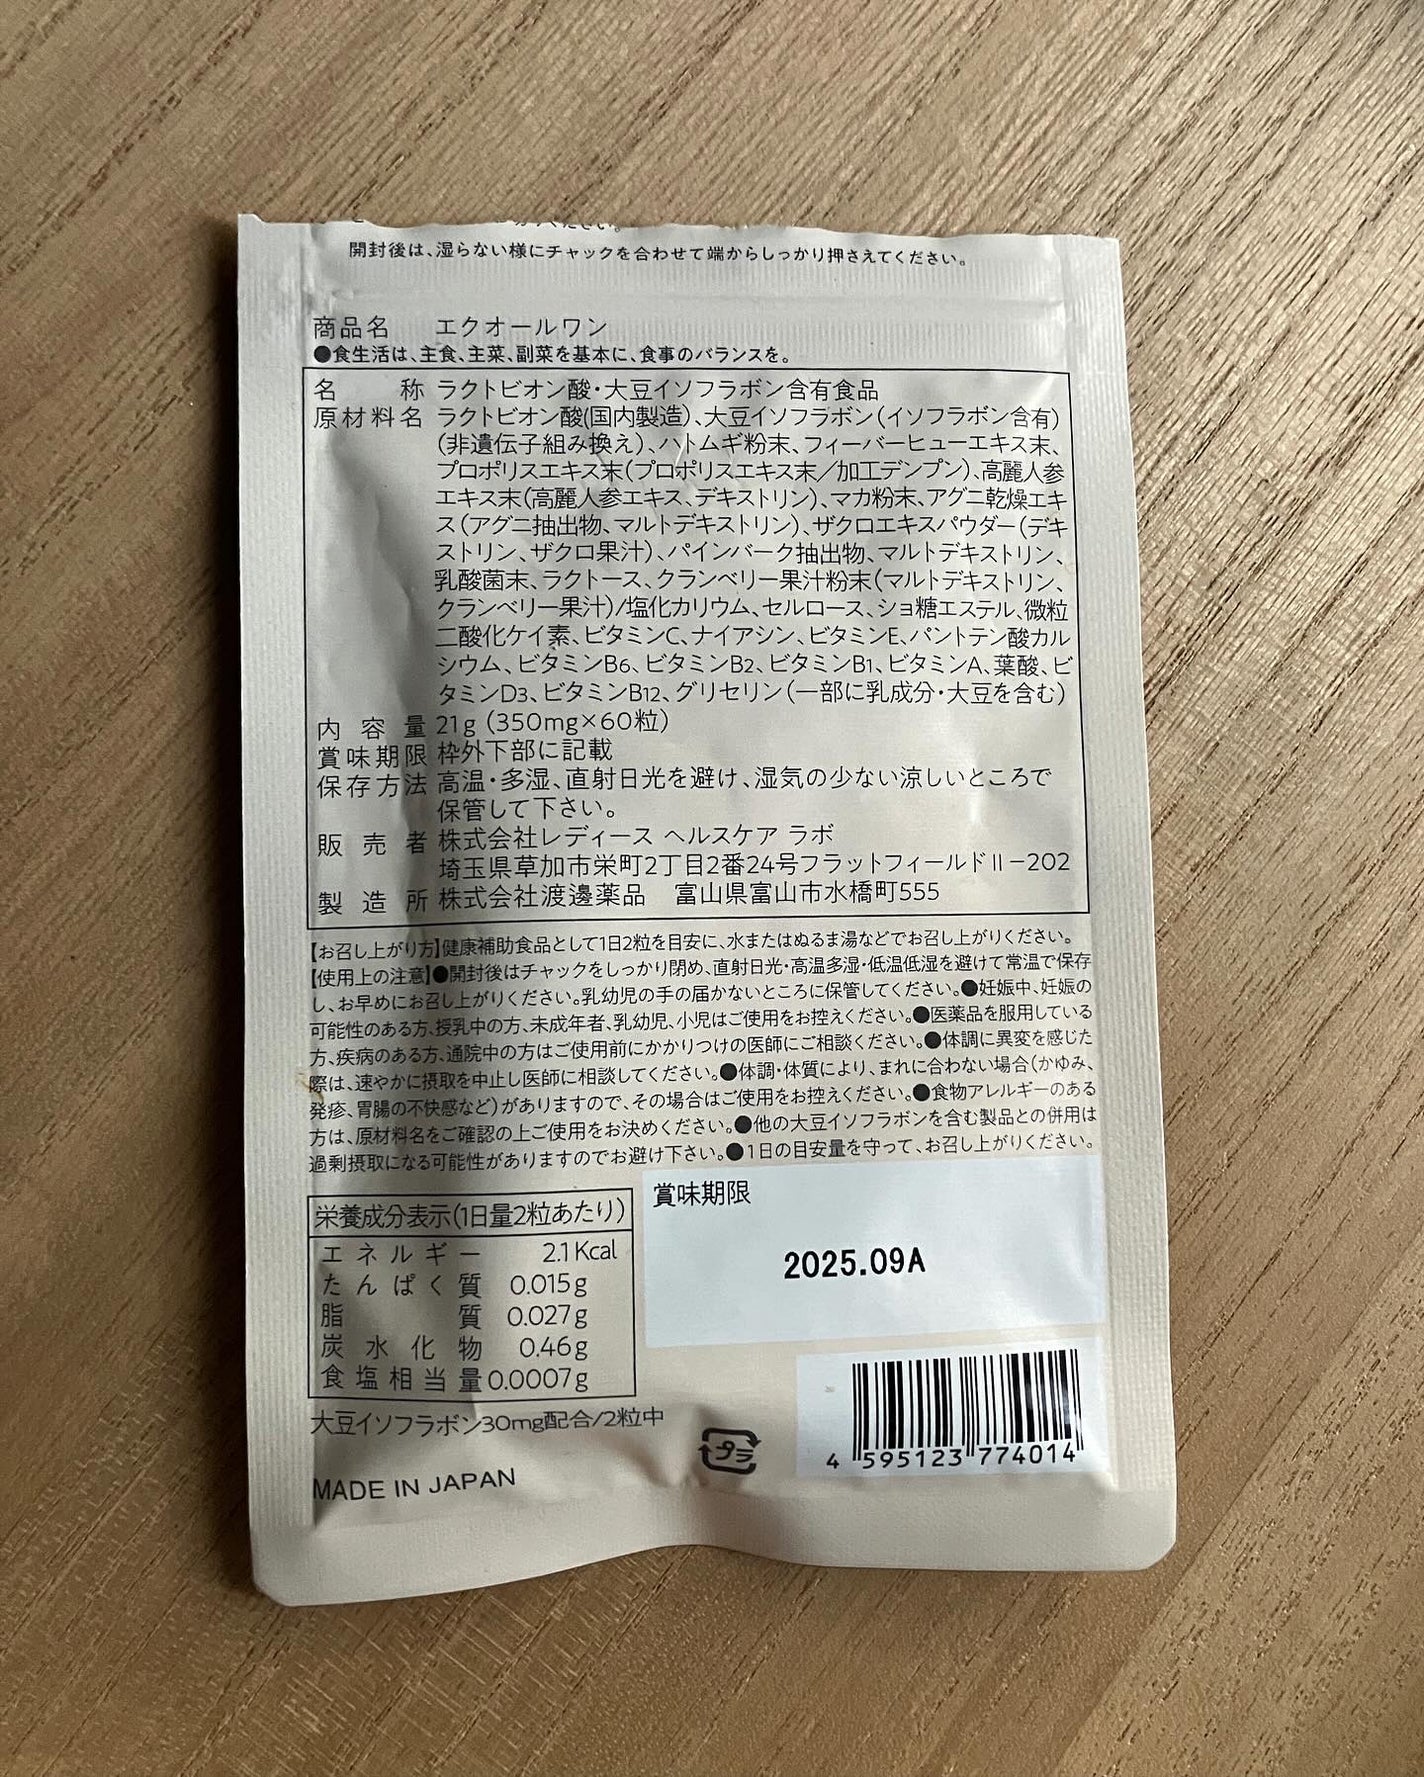 開封後は、湿らない様にチャックを合わせて端からしっかり押さえてください。
商品名 エクオールワン
●食生活は、主食、主菜、副菜を基本に、食事のバランスを。
名称 ラクトビオン酸・大豆イソフラボン含有食品
原材料名 ラクトビオン酸(国内製造)、大豆イソフラボン(イソフラボン含有)
(非遺伝子組み換え)、ハトムギ粉末、フィーバーヒューエキス末、
プロポリスエキス末(プロポリスエキス末／加工デンプン)、高麗人参
エキス末(高麗人参エキス、デキストリン)、マカ粉末、アグニ乾燥エキ
ス(アグニ抽出物、マルトデキストリン)、ザクロエキスパウダー(デキ
ストリン、ザクロ果汁)、パインバーク抽出物、マルトデキストリン、
乳酸菌末、ラクトース、クランベリー果汁粉末(マルトデキストリン、
クランベリー果汁)/塩化カリウム、セルロース、ショ糖エステル、微粒
二酸化ケイ素、ビタミンC、ナイアシン、ビタミンE、パントテン酸カル
シウム、ビタミンB6、ビタミンB2、ビタミンB1、ビタミンA、葉酸、ビ
タミンD3、ビタミンB12、グリセリン(一部に乳成分・大豆を含む)
内容量 21g(350mg×60粒)
賞味期限 枠外下部に記載
保存方法 高温・多湿、直射日光を避け、湿気の少ない涼しいところで
保管して下さい。
販売者 株式会社レディース ヘルスケア ラボ
埼玉県草加市栄町2丁目2番24号フラットフィールドⅡ－202
製造所 株式会社渡邊薬品 富山県富山市水橋町555
【お召し上がり方】健康補助食品として1日2粒を目安に、水またはぬるま湯などでお召し上がりください。
【使用上の注意】●開封後はチャックをしっかり閉め、直射日光・高温多湿・低温低湿を避けて常温で保存
し、お早めにお召し上がりください。乳幼児の手の届かないところに保管してください。●妊娠中、妊娠の
可能性のある方、授乳中の方、未成年者、乳幼児、小児はご使用をお控えください。●医薬品を服用している
方、疾病のある方、通院中の方はご使用前にかかりつけの医師にご相談ください。●体調に異変を感じた
際は、速やかに摂取を中止し医師に相談してください。●体調・体質により、まれに合わない場合(かゆみ、
発疹、胃腸の不快感など)がありますので、その場合はご使用をお控えください。●食物アレルギーのある
方は、原材料名をご確認の上ご使用をお決めください。●他の大豆イソフラボンを含む製品との併用は
過剰摂取になる可能性がありますのでお避け下さい。●1日の目安量を守って、お召し上がりください。
栄養成分表示(1日量2粒あたり)
エネルギー 2.1Kcal
たんぱく質 0.015g
脂質 0.027g
炭水化物 0.46g
食塩相当量 0.0007g
大豆イソフラボン30mg配合/2粒中
MADE IN JAPAN
賞味期限
2025.09A
プラ
4 595123 774014